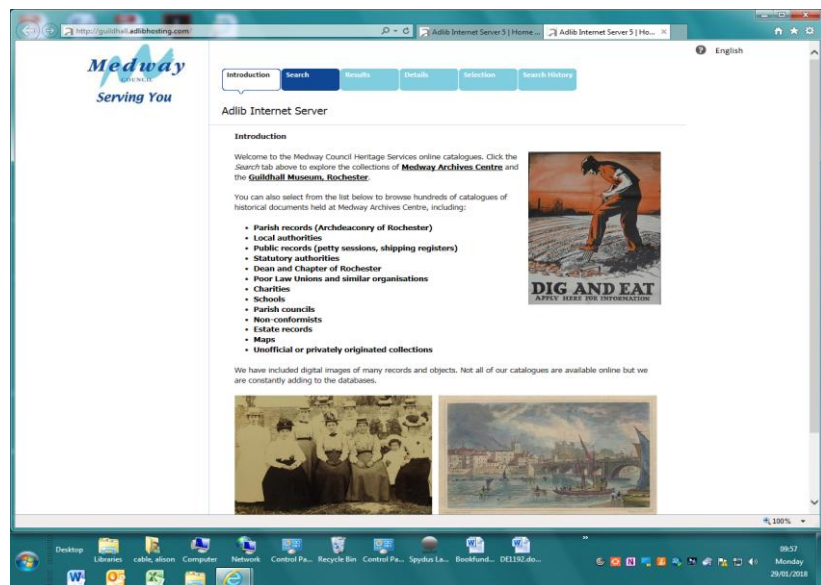 http://guildhall.adlibhosting.com/
Adlib Internet Server 5 | Home ...
Adlib Internet Server 5 | Ho...
English
Medway
COUNCIL
Serving You
Introduction
Search
Results
Details
Selection
Search History
Adlib Internet Server
Introduction
Welcome to the Medway Council Heritage Services online catalogues. Click the
Search tab above to explore the collections of Medway Archives Centre and
the Guildhall Museum, Rochester.
You can also select from the list below to browse hundreds of catalogues of
historical documents held at Medway Archives Centre, including:
• Parish records (Archdeaconry of Rochester)
• Local authorities
• Public records (petty sessions, shipping registers)
• Statutory authorities
• Dean and Chapter of Rochester
• Poor Law Unions and similar organisations
• Charities
• Schools
• Parish councils
• Non-conformists
• Estate records
• Maps
• Unofficial or privately originated collections
DIG AND EAT
APPLY HERE FOR INFORMATION
We have included digital images of many records and objects. Not all of our catalogues are available online but we
are constantly adding to the databases.
100%
Desktop
Libraries
cable, alison
Computer
Network
Control Pa...
Recycle Bin
Control Pa...
Spydus La...
Bookfund...
DE1192.do...
09:57
Monday
29/01/2018